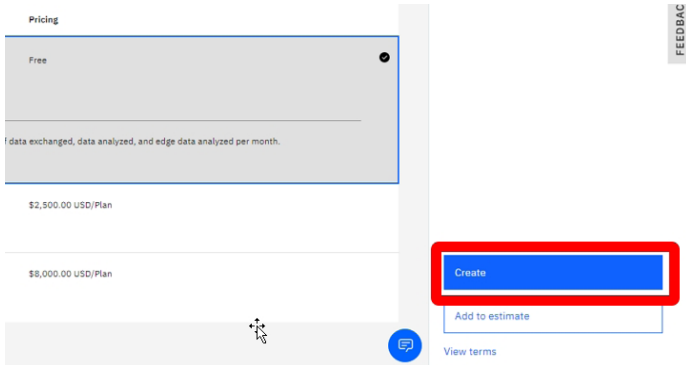 Pricing
Free
data exchanged, data analyzed, and edge data analyzed per month.
$2,500.00 USD/Plan
$8,000.00 USD/Plan
FEEDBAC
Create
Add to estimate
View terms